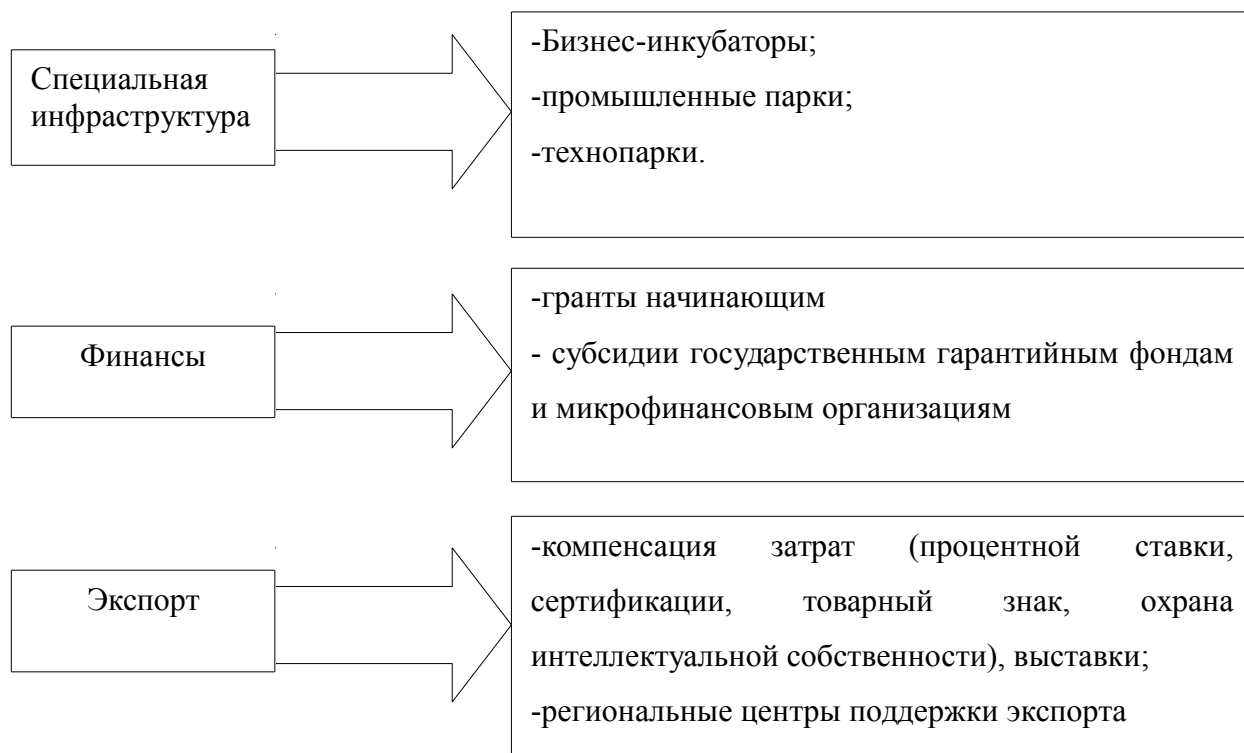 Специальная
инфраструктура
-Бизнес-инкубаторы;
-промышленные парки;
-технопарки.
Финансы
-гранты начинающим
- субсидии государственным гарантийным фондам
и микрофинансовым организациям
Экспорт
-компенсация затрат (процентной ставки,
сертификации, товарный знак, охрана
интеллектуальной собственности), выставки;
-региональные центры поддержки экспорта